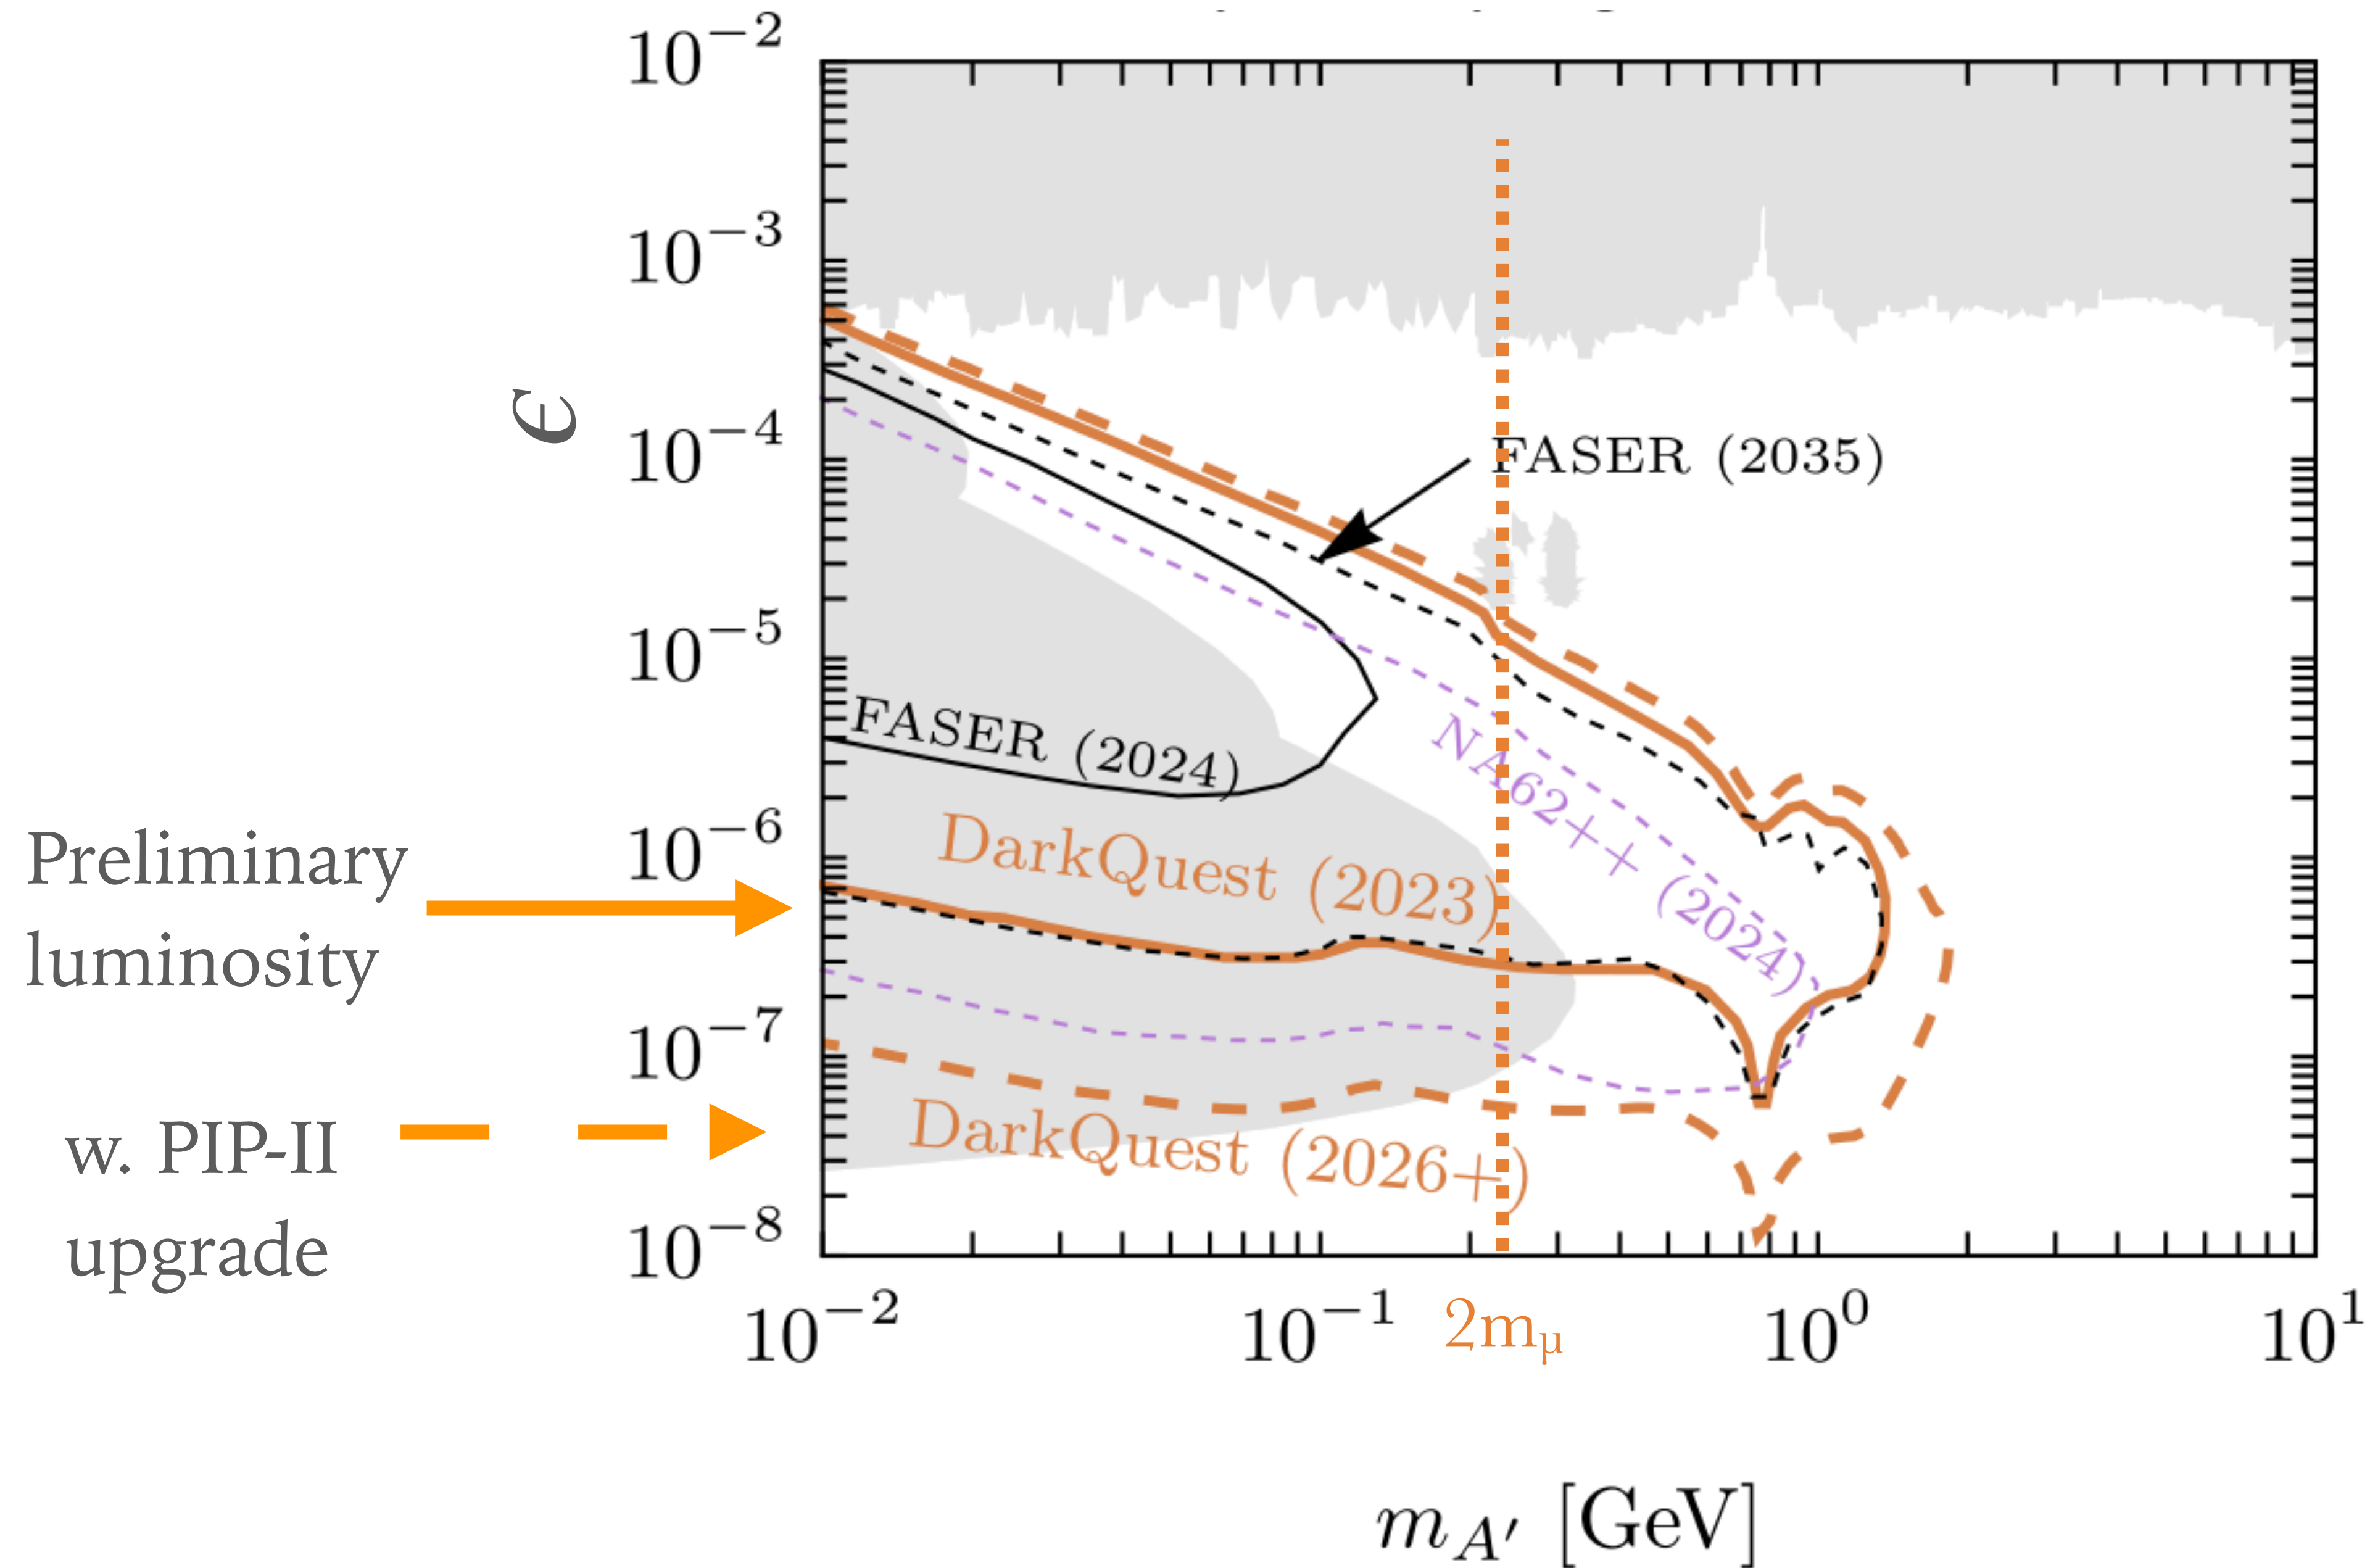 10⁻²
10⁻³
10⁻⁴
10⁻⁵
10⁻⁶
10⁻⁷
10⁻⁸
ϵ
FASER (2035)
FASER (2024)
NA62++ (2024)
DarkQuest (2023)
DarkQuest (2026+)
Preliminary
luminosity
w. PIP-II
upgrade
10⁻²
10⁻¹
2mμ
10⁰
10¹
m_A′ [GeV]